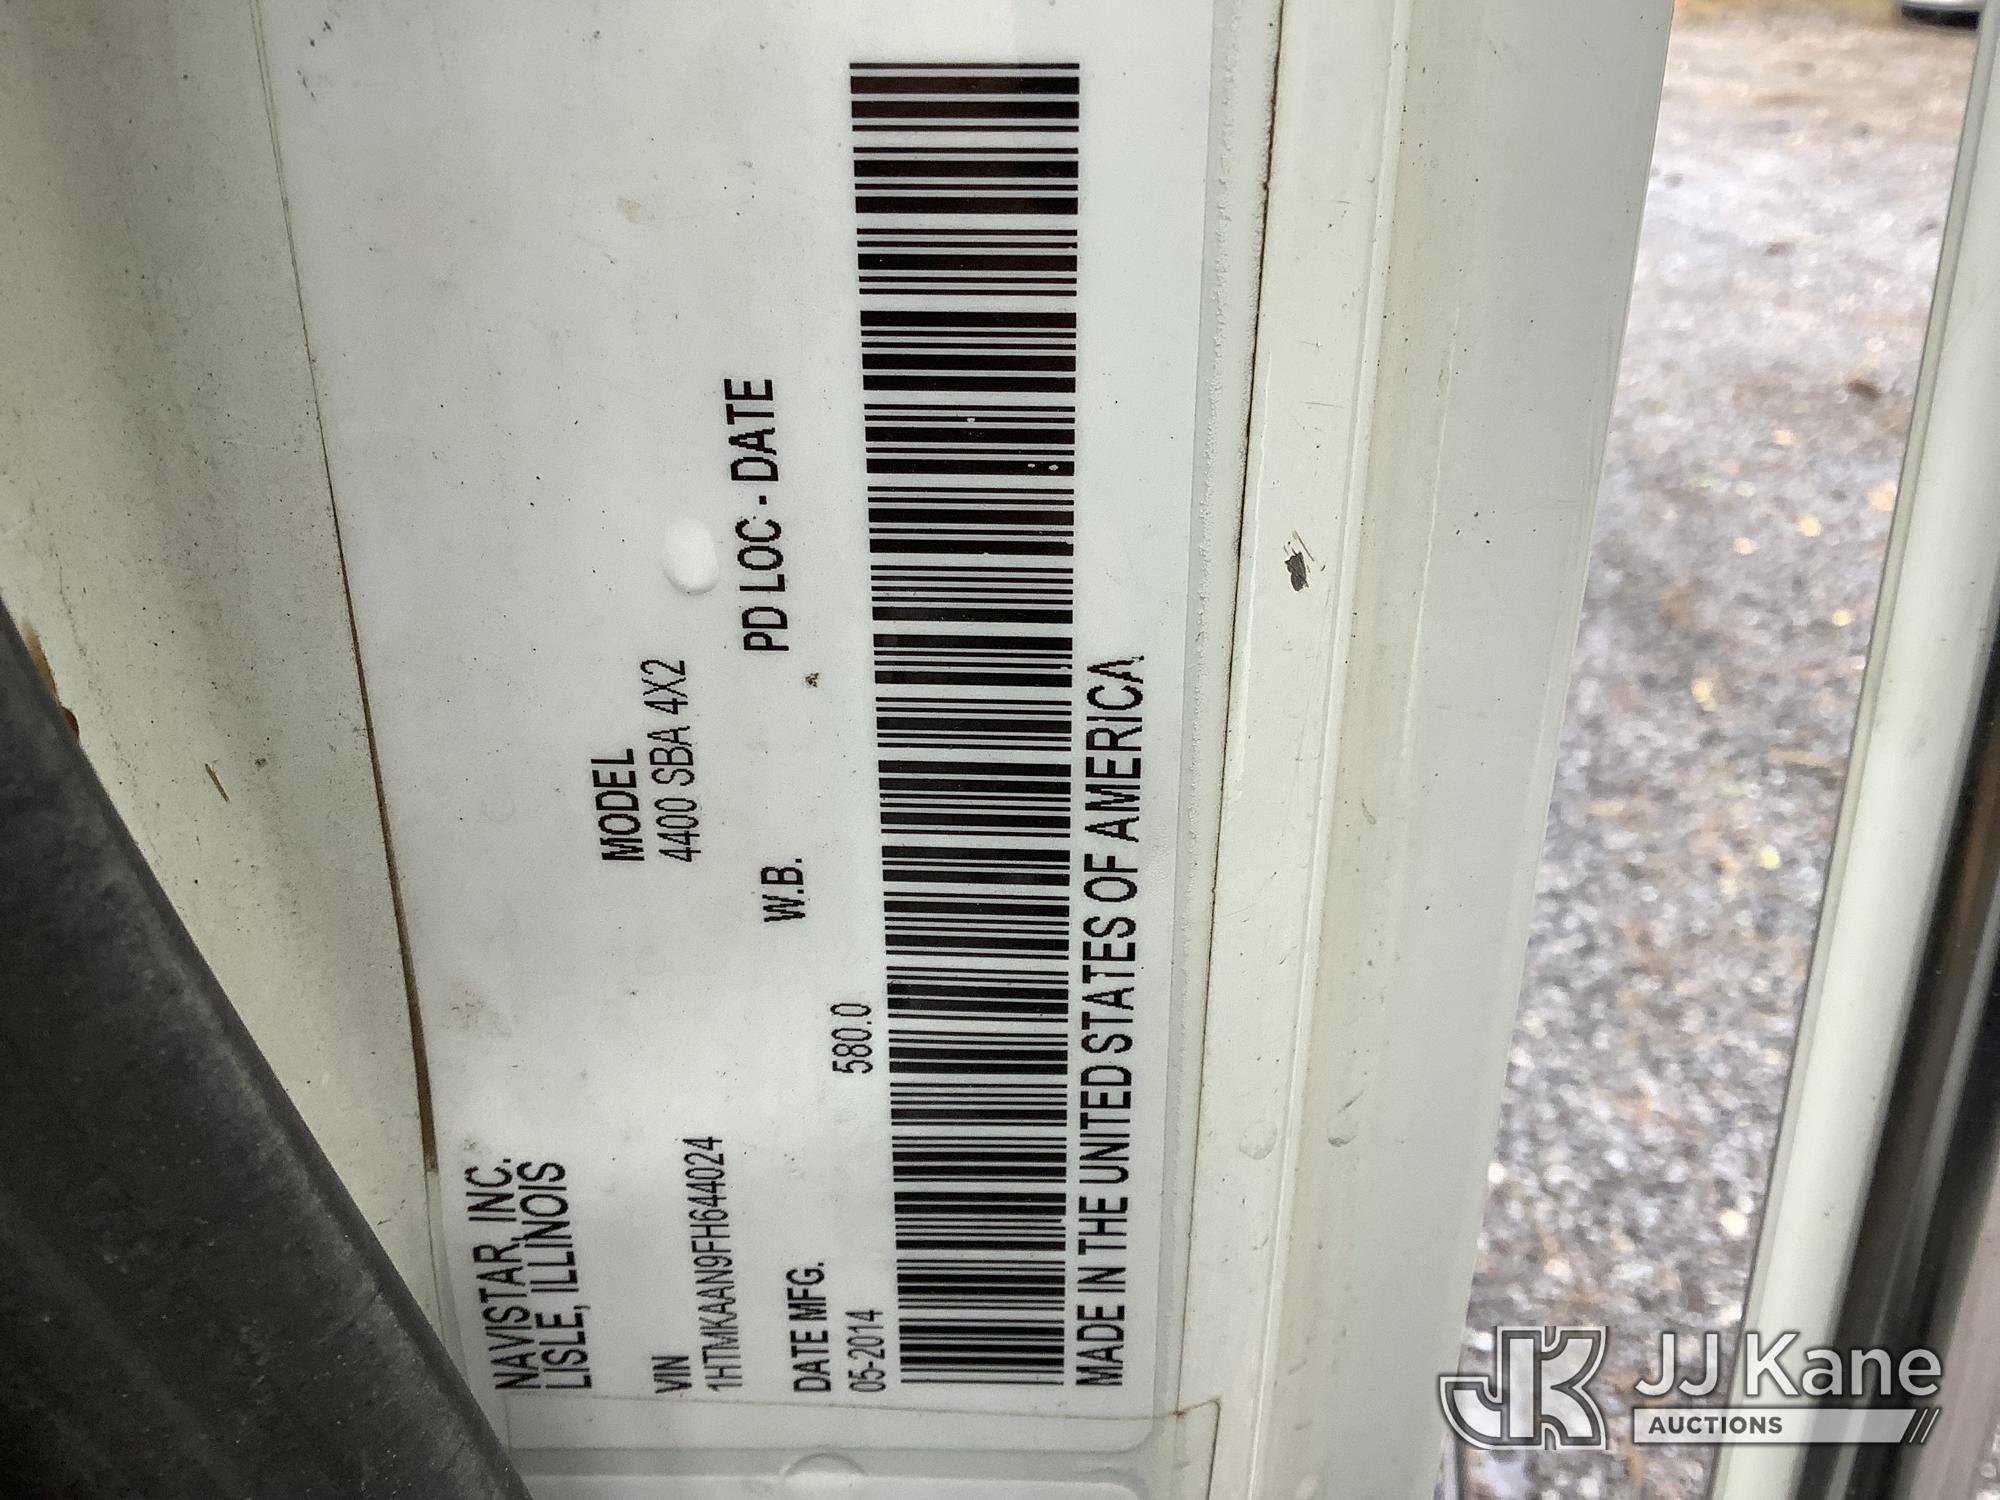 NAVISTAR, INC.
LISLE, ILLINOIS
VIN
1HTMKAAN9FH644024
MODEL
4400 SBA 4X2
DATE MFG.
05-2014
W.B.
580.0
PD LOC - DATE
MADE IN THE UNITED STATES OF AMERICA
JK
JJ Kane
AUCTIONS